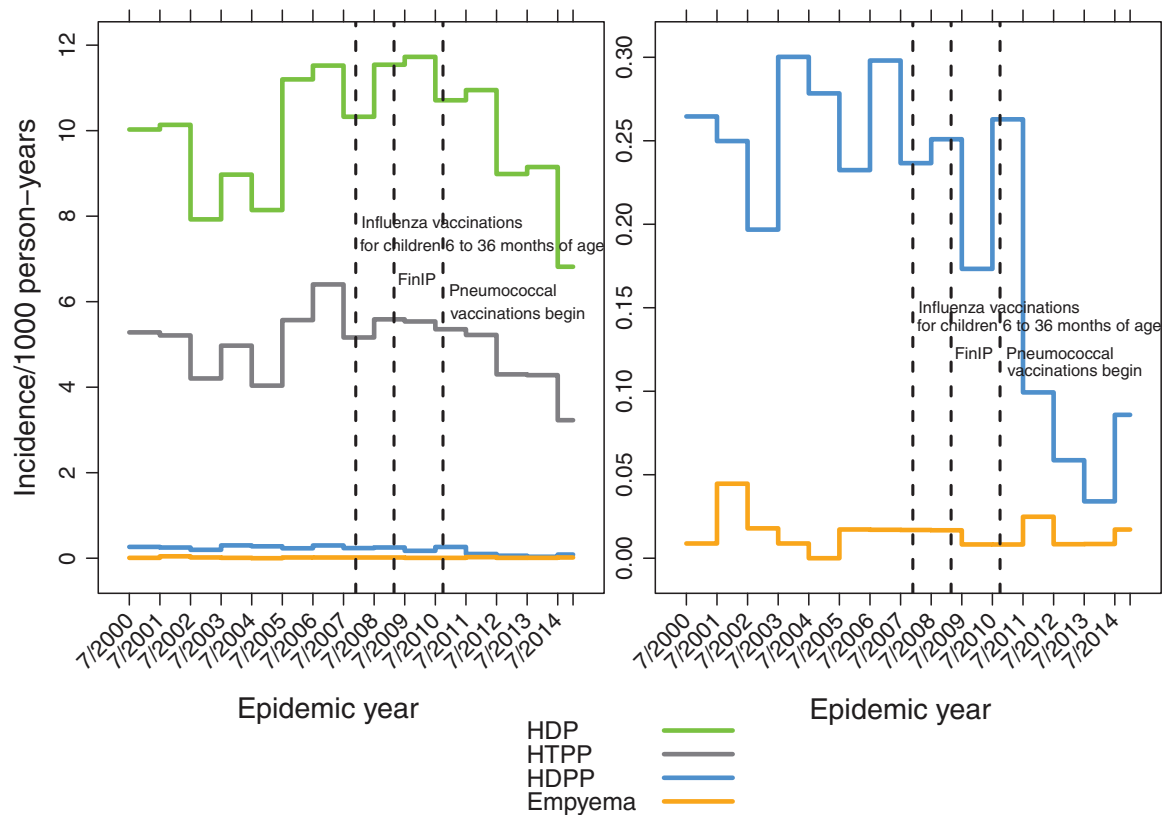 Incidence/1000 person−years
12
10
8
6
4
2
0
Influenza vaccinations
for children 6 to 36 months of age
FinIP
Pneumococcal
vaccinations begin
7/2000
7/2001
7/2002
7/2003
7/2004
7/2005
7/2006
7/2007
7/2008
7/2009
7/2010
7/2011
7/2012
7/2013
7/2014
Epidemic year
0.30
0.25
0.20
0.15
0.10
0.05
0.00
Influenza vaccinations
for children 6 to 36 months of age
FinIP
Pneumococcal
vaccinations begin
7/2000
7/2001
7/2002
7/2003
7/2004
7/2005
7/2006
7/2007
7/2008
7/2009
7/2010
7/2011
7/2012
7/2013
7/2014
Epidemic year
HDP
HTPP
HDPP
Empyema